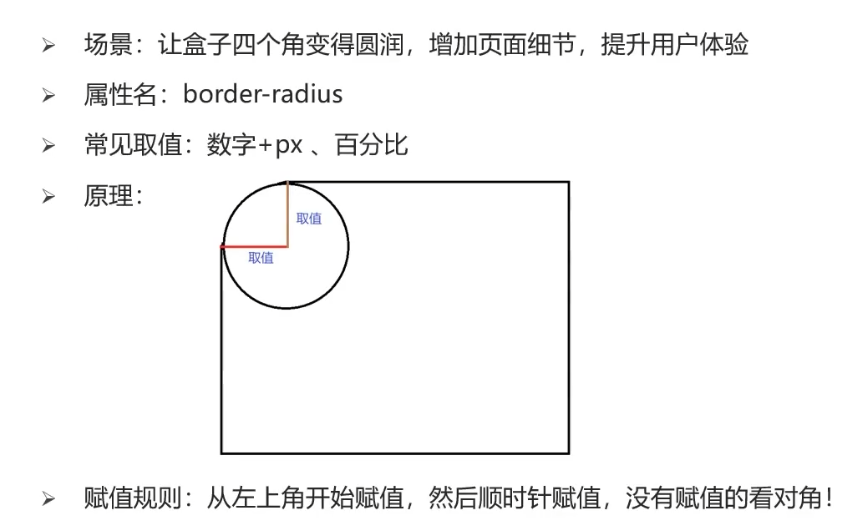 ➢ 场景：让盒子四个角变得圆润，增加页面细节，提升用户体验
➢ 属性名：border-radius
➢ 常见取值：数字+px 、百分比
➢ 原理：
取值
取值
➢ 赋值规则：从左上角开始赋值，然后顺时针赋值，没有赋值的看对角！